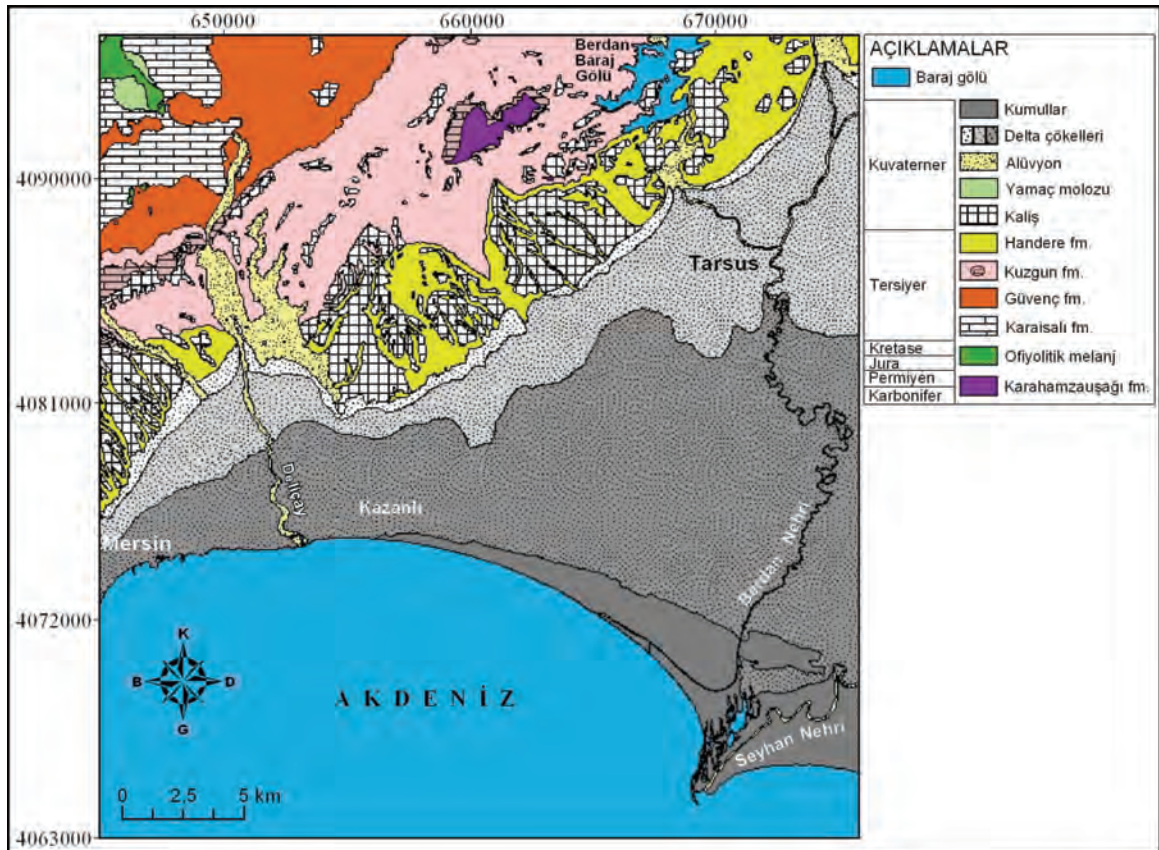 650000 660000 670000
4090000
4081000
4072000
4063000
Berdan
Baraj
Gölü
Tarsus
Deliçay
Kazanlı
Mersin
Berdan Nehri
Seyhan Nehri
AKDENİZ
K
B D
G
0 2,5 5 km
AÇIKLAMALAR
Baraj gölü
Kuvaterner
Kumullar
Delta çökelleri
Alüvyon
Yamaç molozu
Kaliş
Tersiyer
Handere fm.
Kuzgun fm.
Güvenç fm.
Karaisalı fm.
Kretase
Jura
Ofiyolitik melanj
Permiyen
Karbonifer
Karahamzauşağı fm.